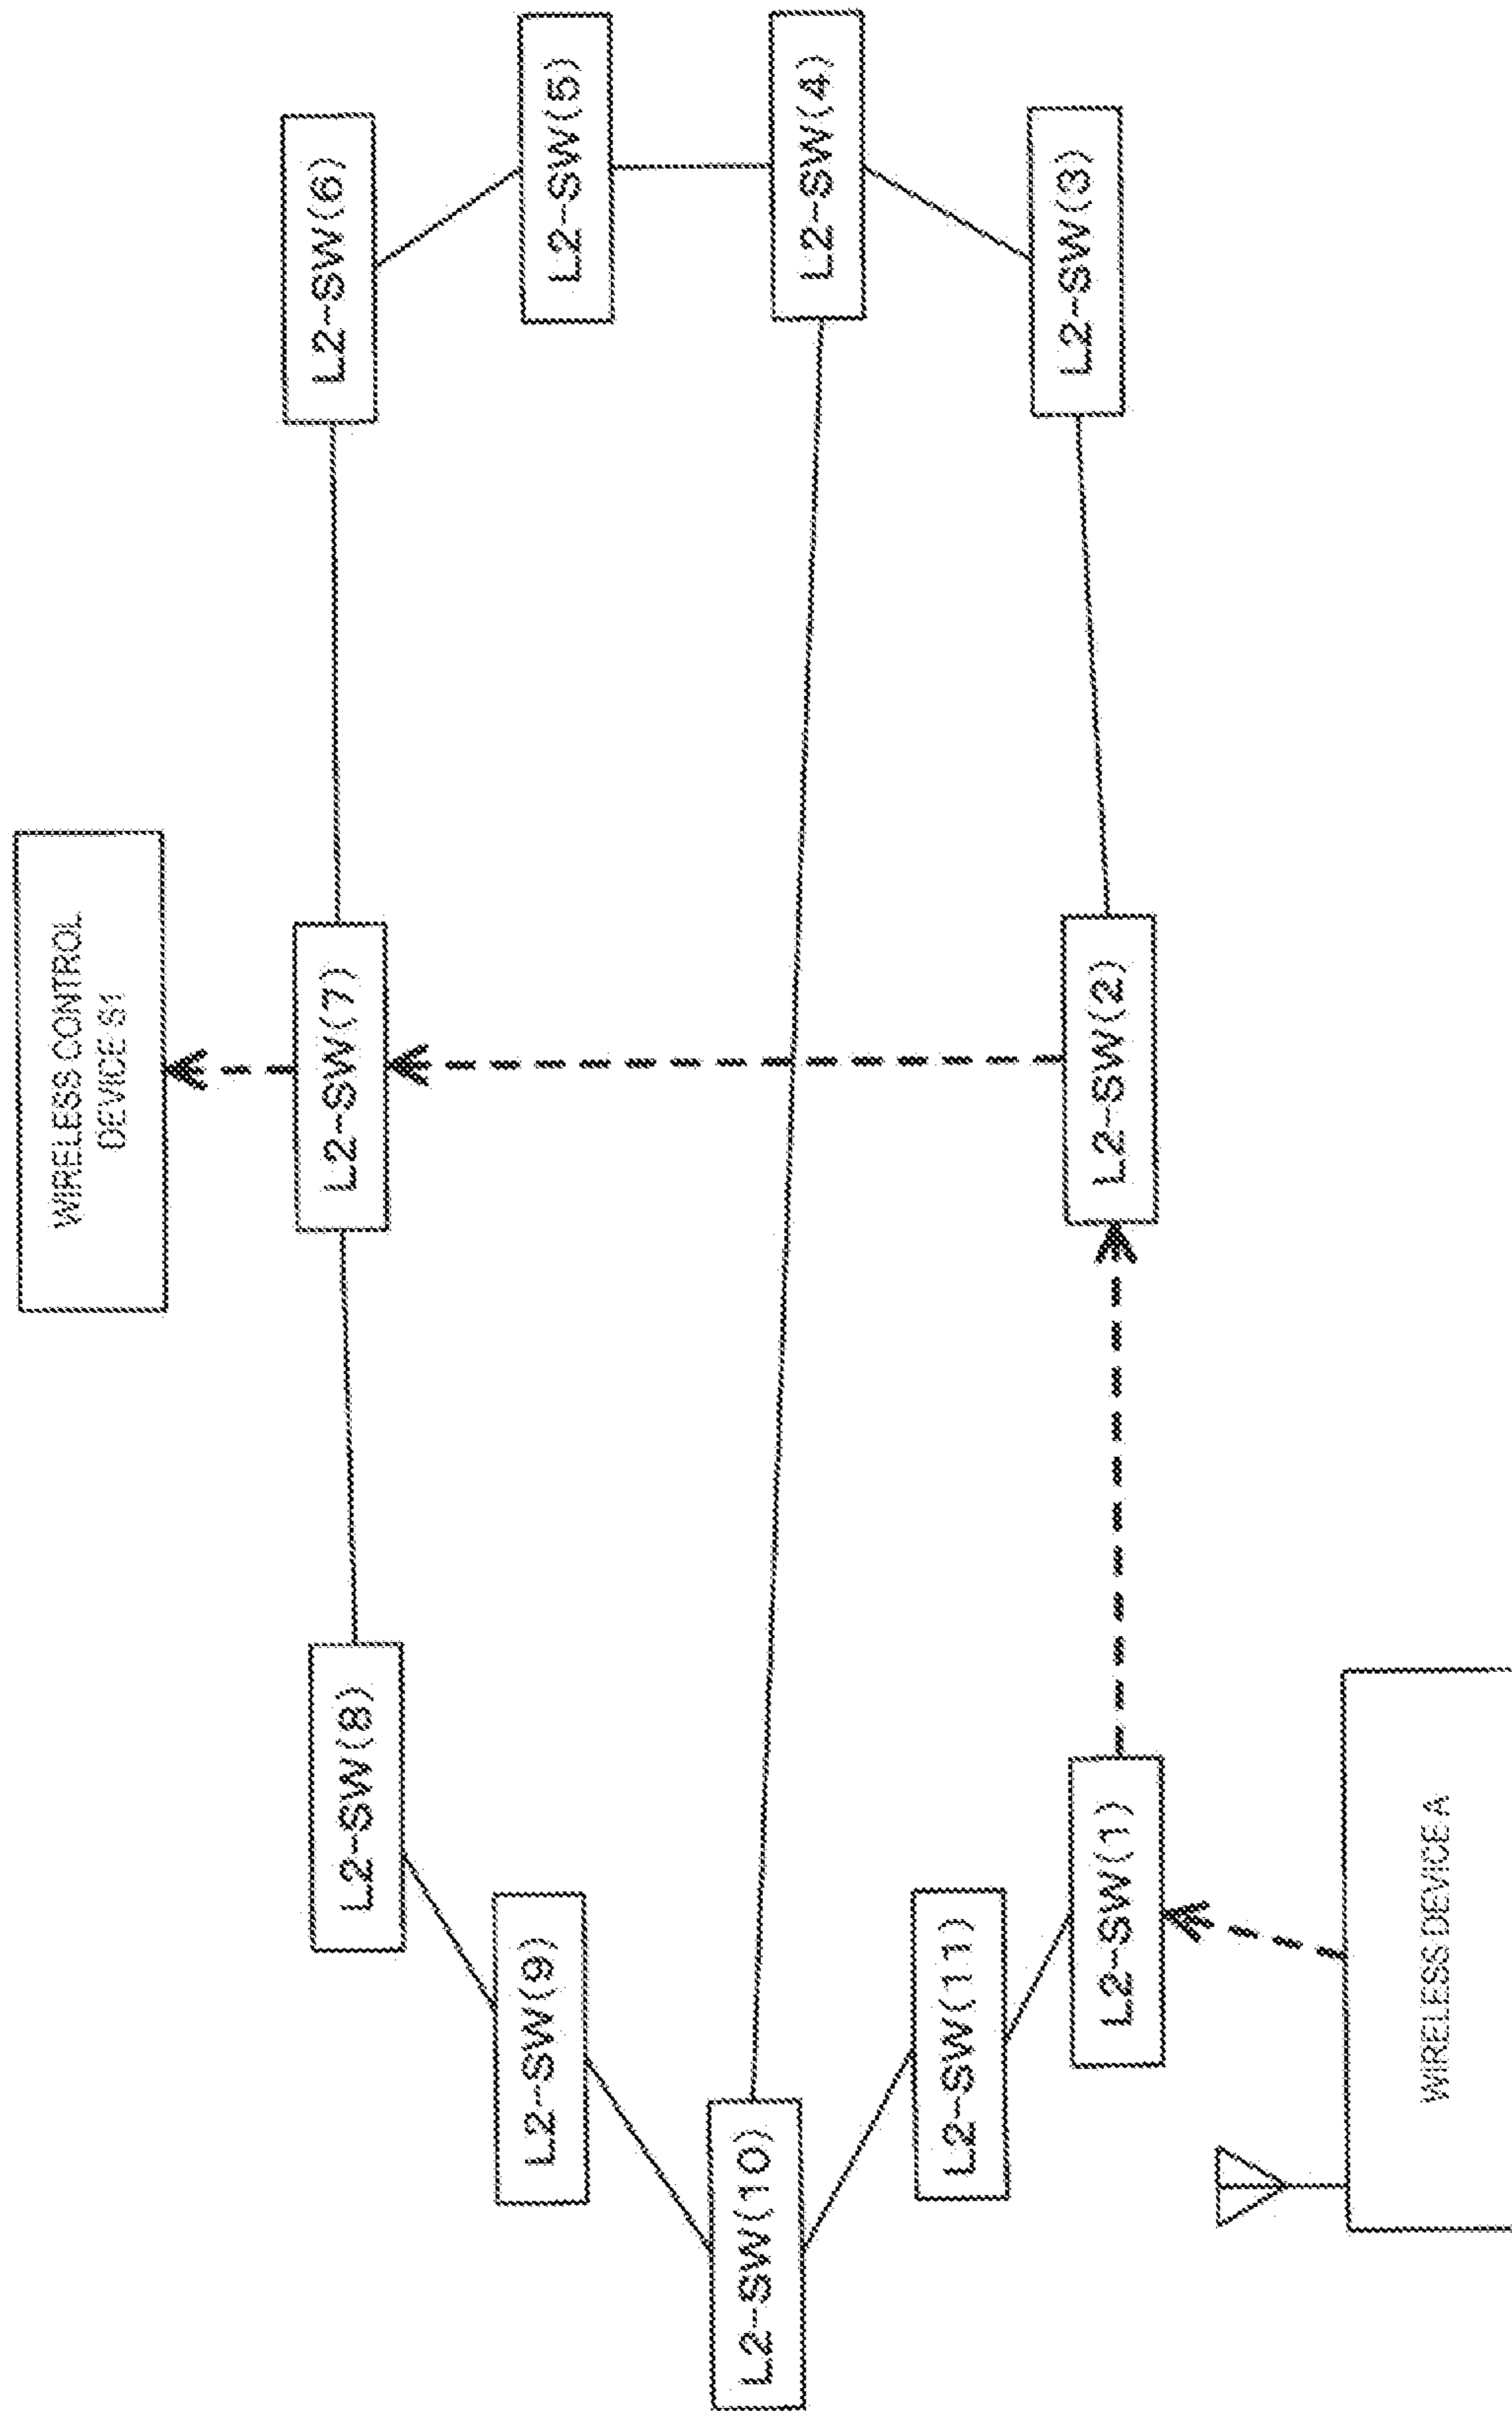 WIRELESS CONTROL
DEVICE S1
L2-SW(8)
L2-SW(7)
L2-SW(6)
L2-SW(9)
L2-SW(5)
L2-SW(10)
L2-SW(4)
L2-SW(11)
L2-SW(1)
L2-SW(2)
L2-SW(3)
WIRELESS DEVICE A